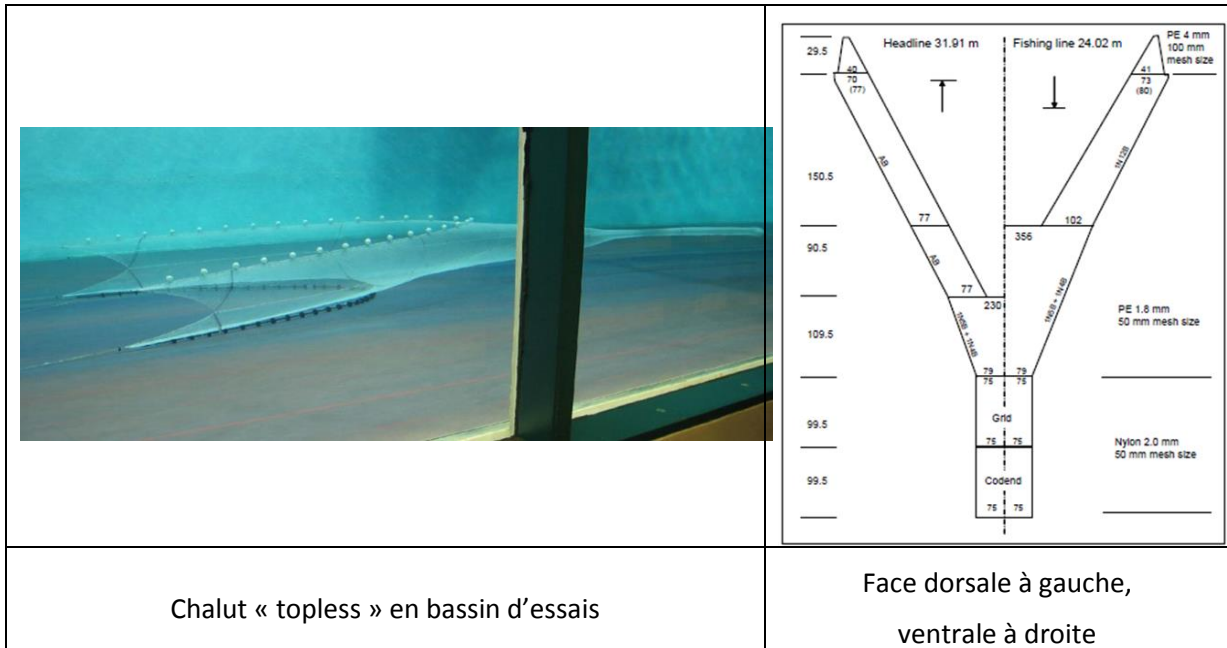 Headline 31.91 m
Fishing line 24.02 m
PE 4 mm
100 mm
mesh size
29.5
40
41
70
73
(77)
(80)
AB
1N12B
150.5
77
102
356
90.5
AB
77
230
1N6B + 1N4B
1N5B + 1N4B
PE 1.8 mm
50 mm mesh size
109.5
79 79
75 75
Grid
99.5
75 75
Nylon 2.0 mm
50 mm mesh size
Codend
99.5
75 75
Chalut « topless » en bassin d’essais
Face dorsale à gauche,
ventrale à droite